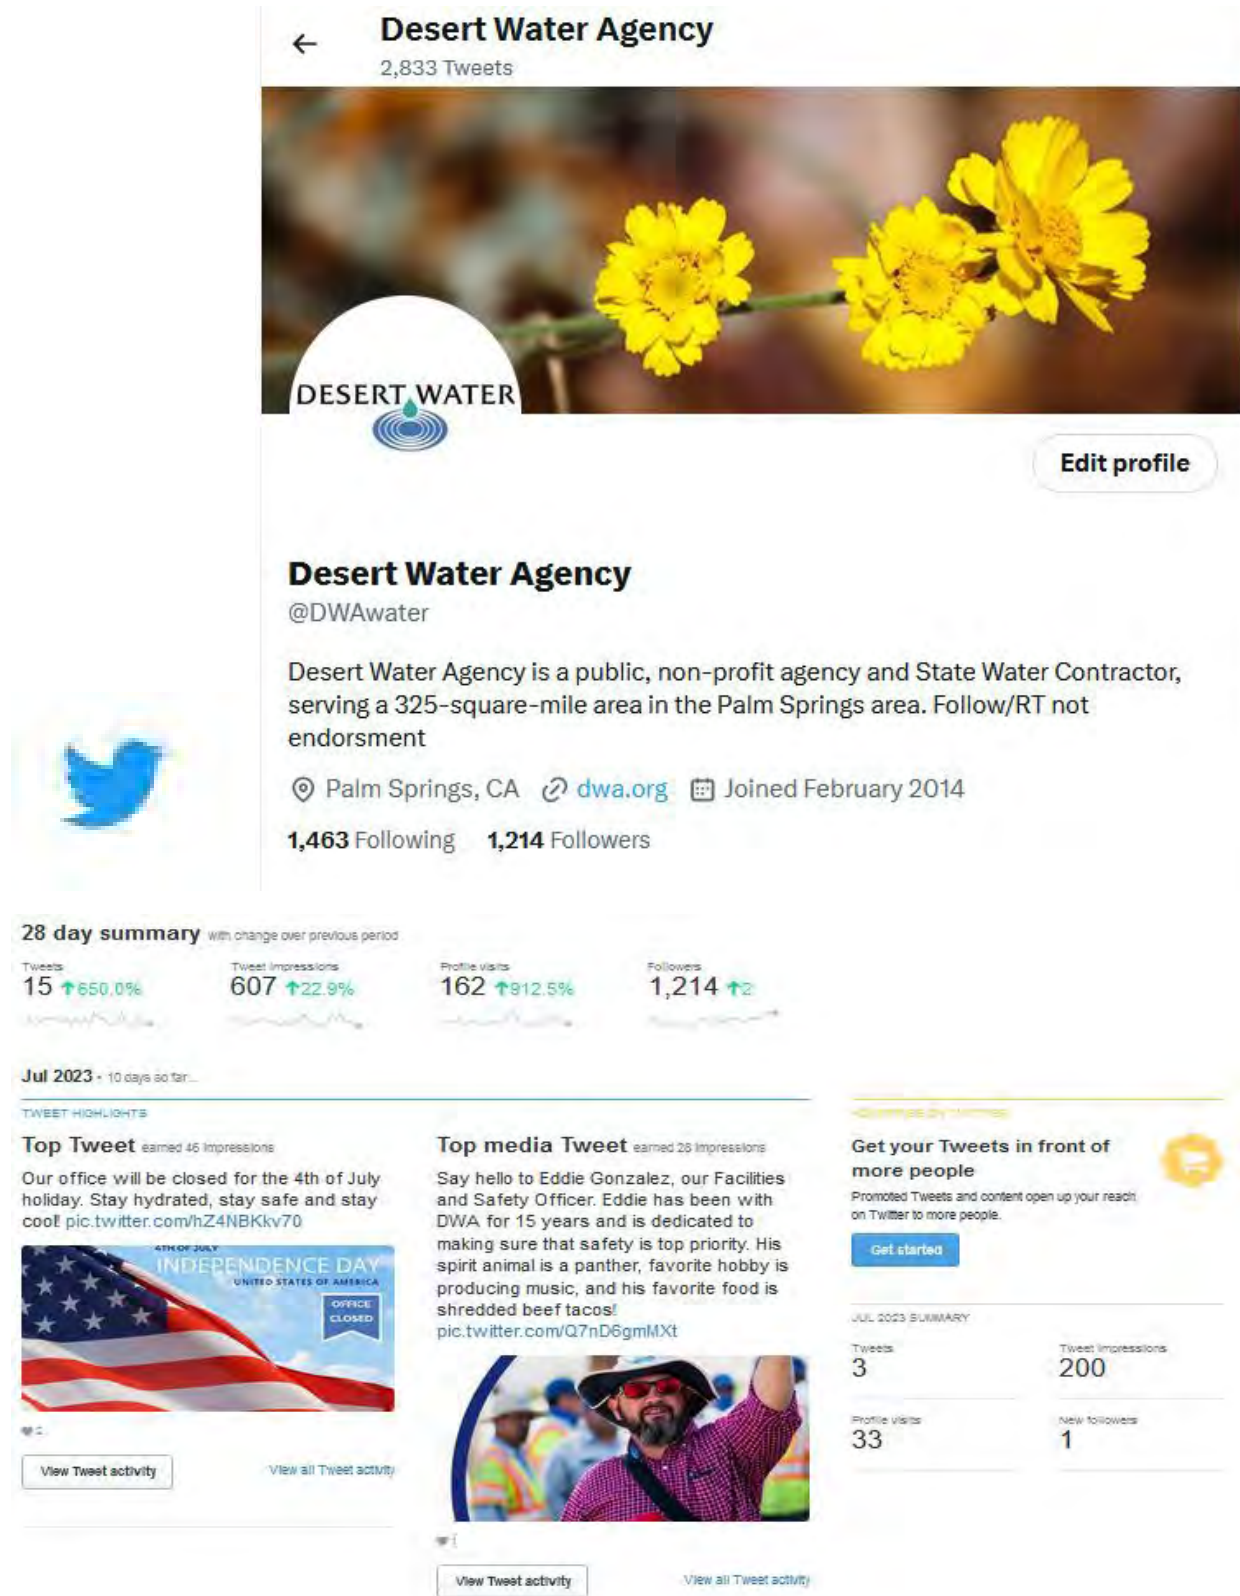 Desert Water Agency
2,833 Tweets
DESERT WATER
Edit profile
Desert Water Agency
@DWAwater
Desert Water Agency is a public, non-profit agency and State Water Contractor,
serving a 325-square-mile area in the Palm Springs area. Follow/RT not
endorsment
Palm Springs, CA dwa.org Joined February 2014
1,463 Following 1,214 Followers
28 day summary with change over previous period
Tweets
15 ↑650.0%
Tweet impressions
607 ↑22.9%
Profile visits
162 ↑912.5%
Followers
1,214 ↑2
Jul 2023 • 10 days so far...
TWEET HIGHLIGHTS
Top Tweet earned 46 impressions
Our office will be closed for the 4th of July
holiday. Stay hydrated, stay safe and stay
cool! pic.twitter.com/hZ4NBKkv70
4TH OF JULY
INDEPENDENCE DAY
UNITED STATES OF AMERICA
OFFICE
CLOSED
View Tweet activity
View all Tweet activity
Top media Tweet earned 28 impressions
Say hello to Eddie Gonzalez, our Facilities
and Safety Officer. Eddie has been with
DWA for 15 years and is dedicated to
making sure that safety is top priority. His
spirit animal is a panther, favorite hobby is
producing music, and his favorite food is
shredded beef tacos!
pic.twitter.com/Q7nD6gmMXt
View Tweet activity
View all Tweet activity
Get your Tweets in front of
more people
Promoted Tweets and content open up your reach
on Twitter to more people.
Get started
JUL 2023 SUMMARY
Tweets
3
Tweet impressions
200
Profile visits
33
New followers
1